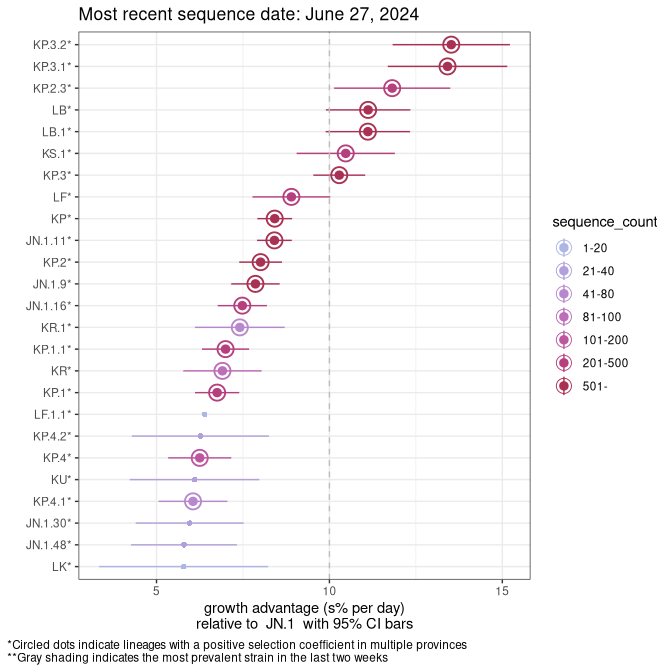 Most recent sequence date: June 27, 2024
KP.3.2*
KP.3.1*
KP.2.3*
LB*
LB.1*
KS.1*
KP.3*
LF*
KP*
JN.1.11*
KP.2*
JN.1.9*
JN.1.16*
KR.1*
KP.1.1*
KR*
KP.1*
LF.1.1*
KP.4.2*
KP.4*
KU*
KP.4.1*
JN.1.30*
JN.1.48*
LK*
5 10 15
growth advantage (s% per day)
relative to JN.1 with 95% CI bars
sequence_count
1-20
21-40
41-80
81-100
101-200
201-500
501-
*Circled dots indicate lineages with a positive selection coefficient in multiple provinces
**Gray shading indicates the most prevalent strain in the last two weeks